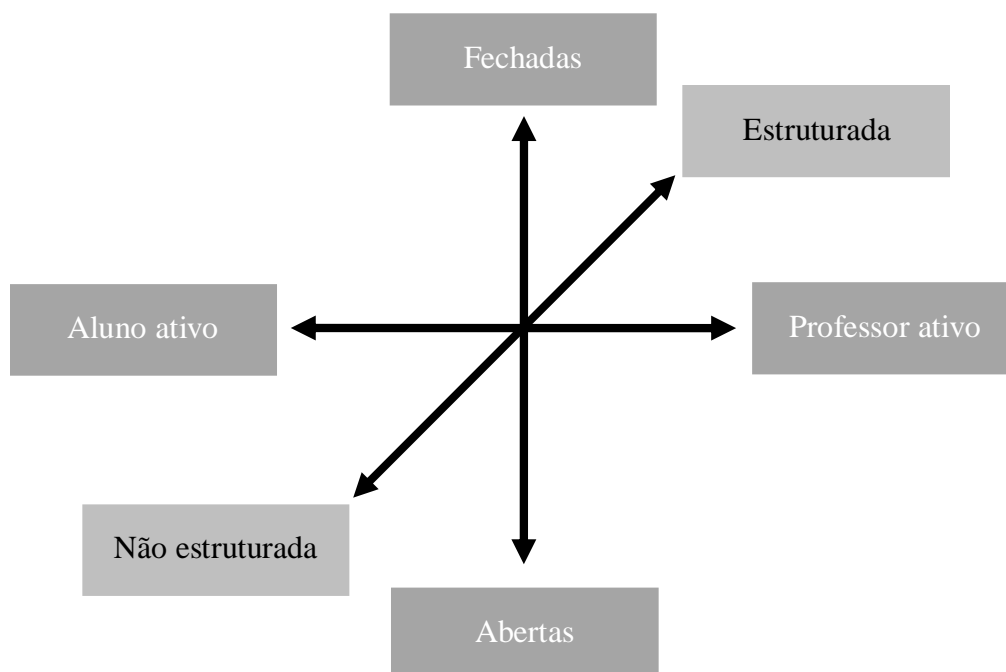 Fechadas
Estruturada
Aluno ativo
Professor ativo
Não estruturada
Abertas